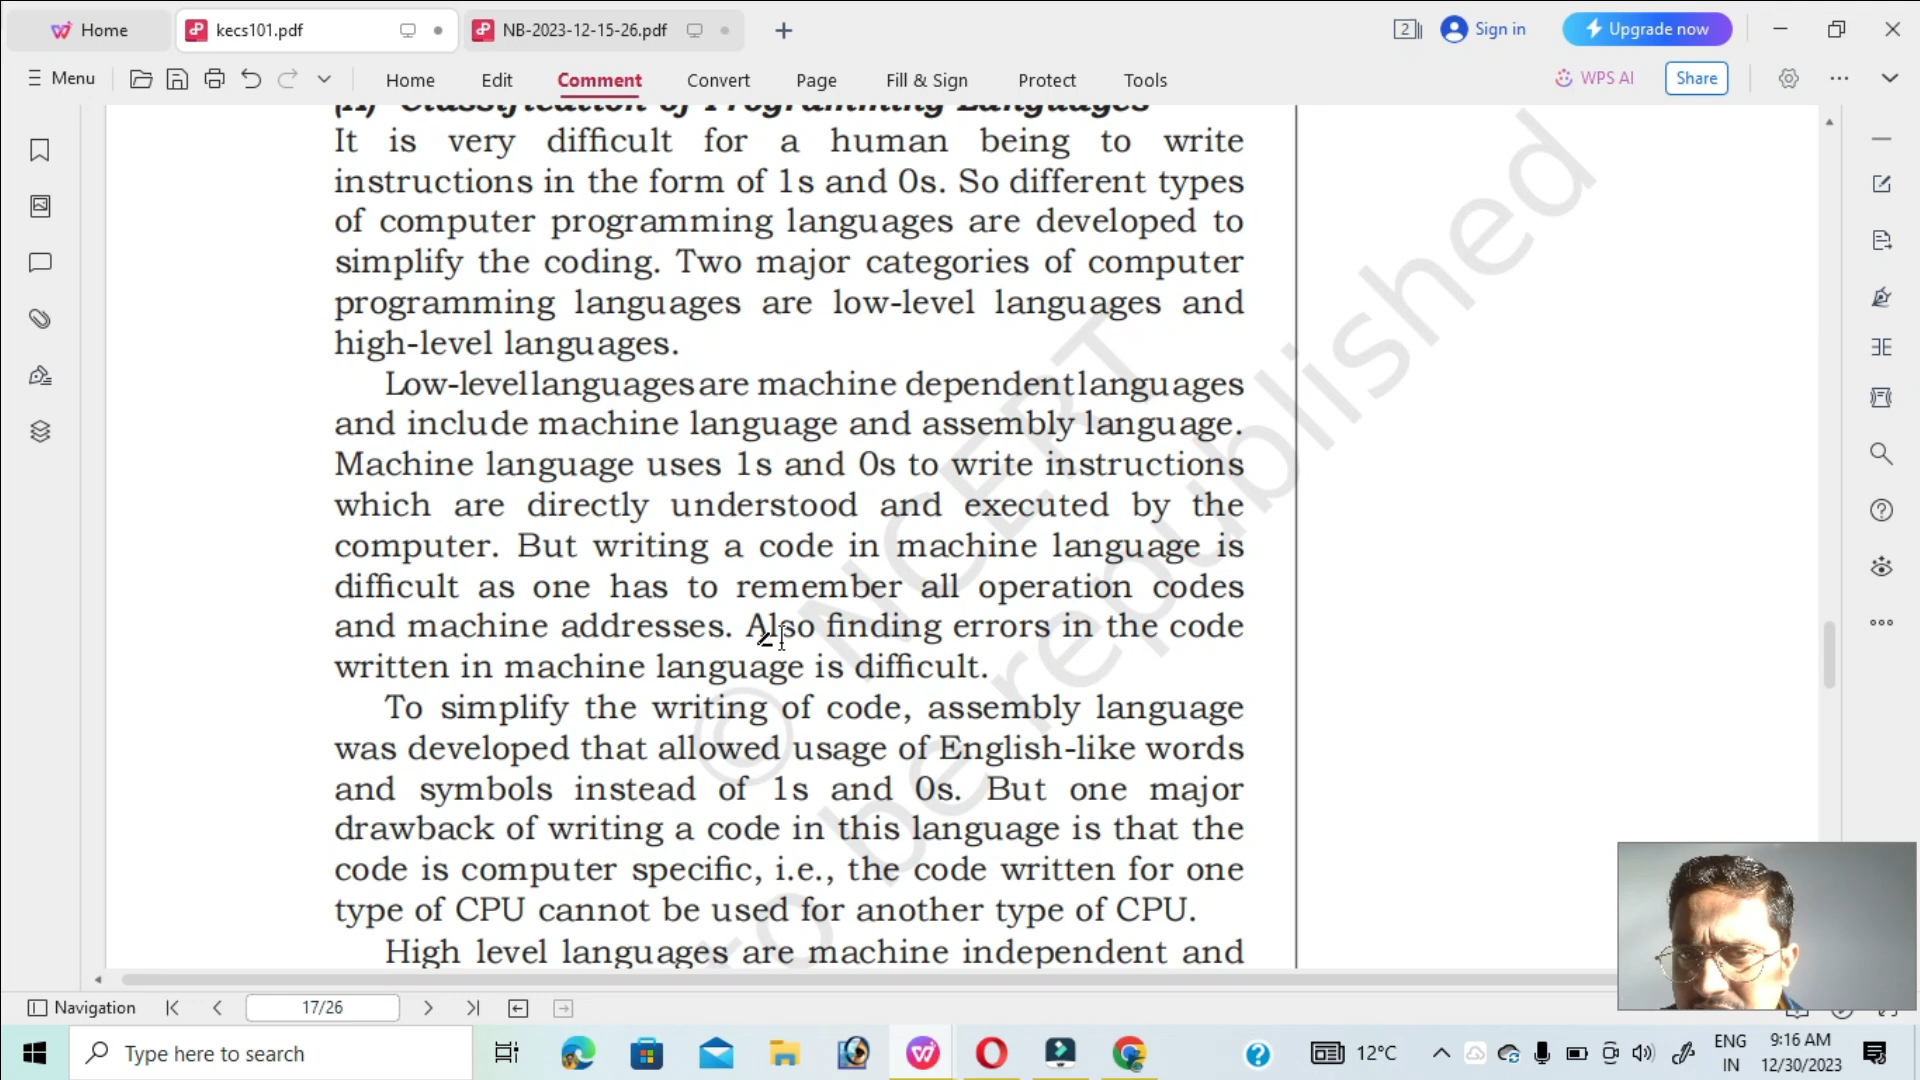 Home
kecs101.pdf
NB-2023-12-15-26.pdf
2
Sign in
Upgrade now
Menu
Home
Edit
Comment
Convert
Page
Fill & Sign
Protect
Tools
WPS AI
Share
Classification of Programming Languages
It is very difficult for a human being to write
instructions in the form of 1s and 0s. So different types
of computer programming languages are developed to
simplify the coding. Two major categories of computer
programming languages are low-level languages and
high-level languages.
Low-level languages are machine dependent languages
and include machine language and assembly language.
Machine language uses 1s and 0s to write instructions
which are directly understood and executed by the
computer. But writing a code in machine language is
difficult as one has to remember all operation codes
and machine addresses. Also finding errors in the code
written in machine language is difficult.
To simplify the writing of code, assembly language
was developed that allowed usage of English-like words
and symbols instead of 1s and 0s. But one major
drawback of writing a code in this language is that the
code is computer specific, i.e., the code written for one
type of CPU cannot be used for another type of CPU.
High level languages are machine independent and
© NCERT
to be republished
Navigation
17/26
Type here to search
12°C
ENG
IN
9:16 AM
12/30/2023